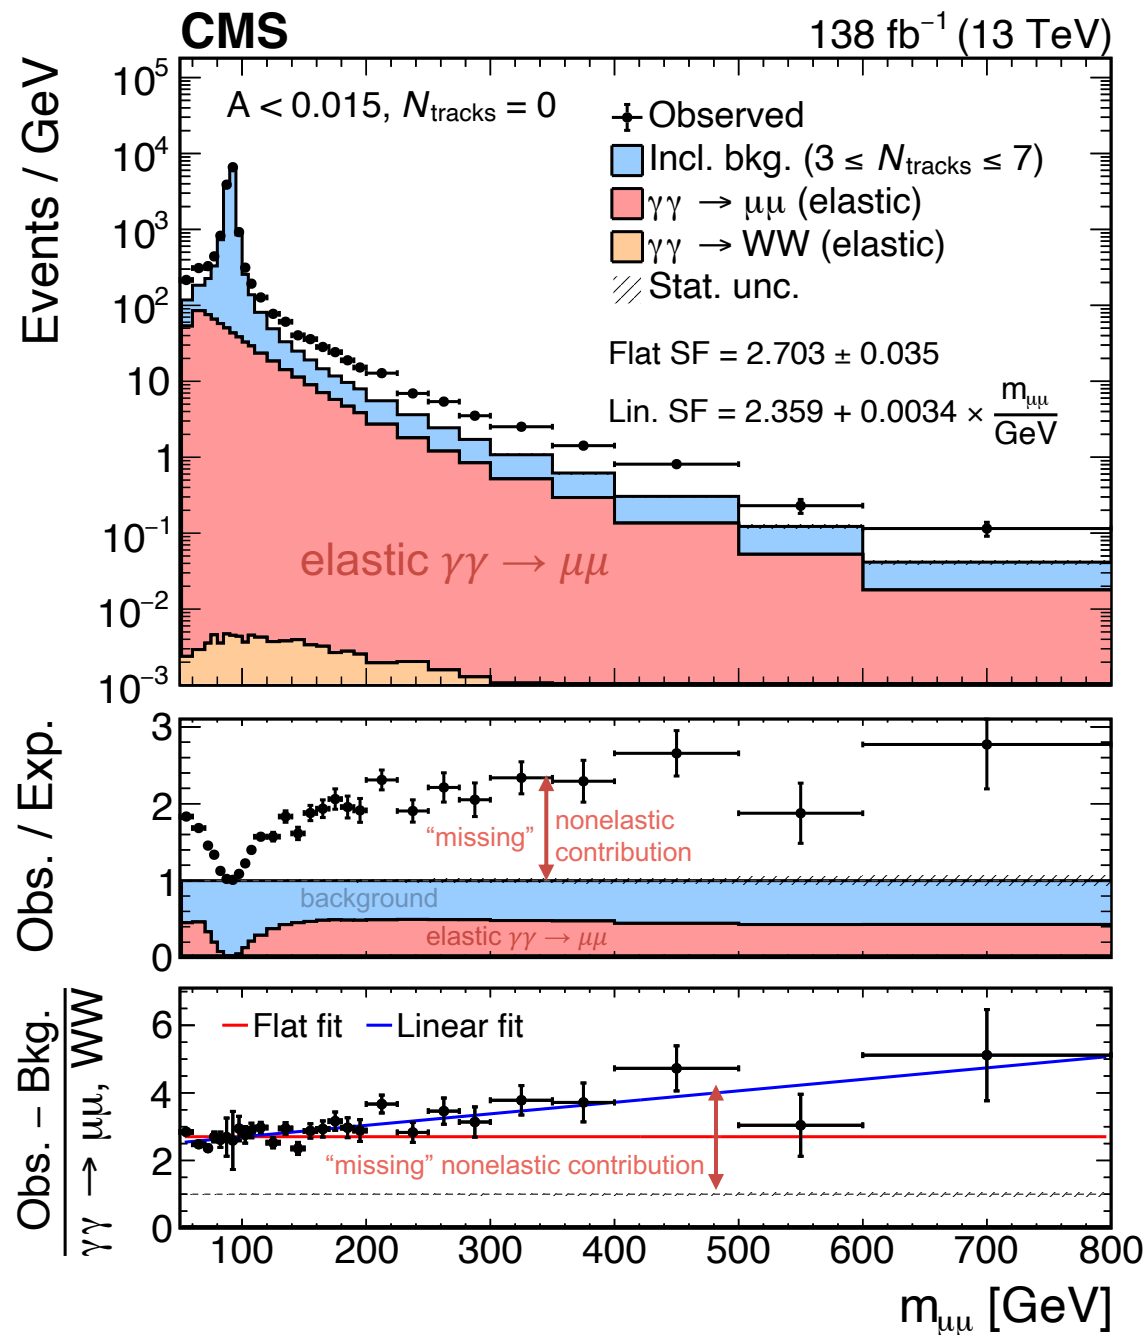 CMS 138 fb⁻¹ (13 TeV)
Events / GeV
10⁵
10⁴
10³
10²
10
1
10⁻¹
10⁻²
10⁻³
A < 0.015, N_tracks = 0
Observed
Incl. bkg. (3 ≤ N_tracks ≤ 7)
γγ → μμ (elastic)
γγ → WW (elastic)
Stat. unc.
Flat SF = 2.703 ± 0.035
Lin. SF = 2.359 + 0.0034 × m_μμ / GeV
elastic γγ → μμ
Obs. / Exp.
3
2
1
0
"missing" nonelastic
contribution
background
elastic γγ → μμ
Obs. – Bkg.
γγ → μμ, WW
6
4
2
0
Flat fit Linear fit
"missing" nonelastic contribution
100 200 300 400 500 600 700 800
m_μμ [GeV]